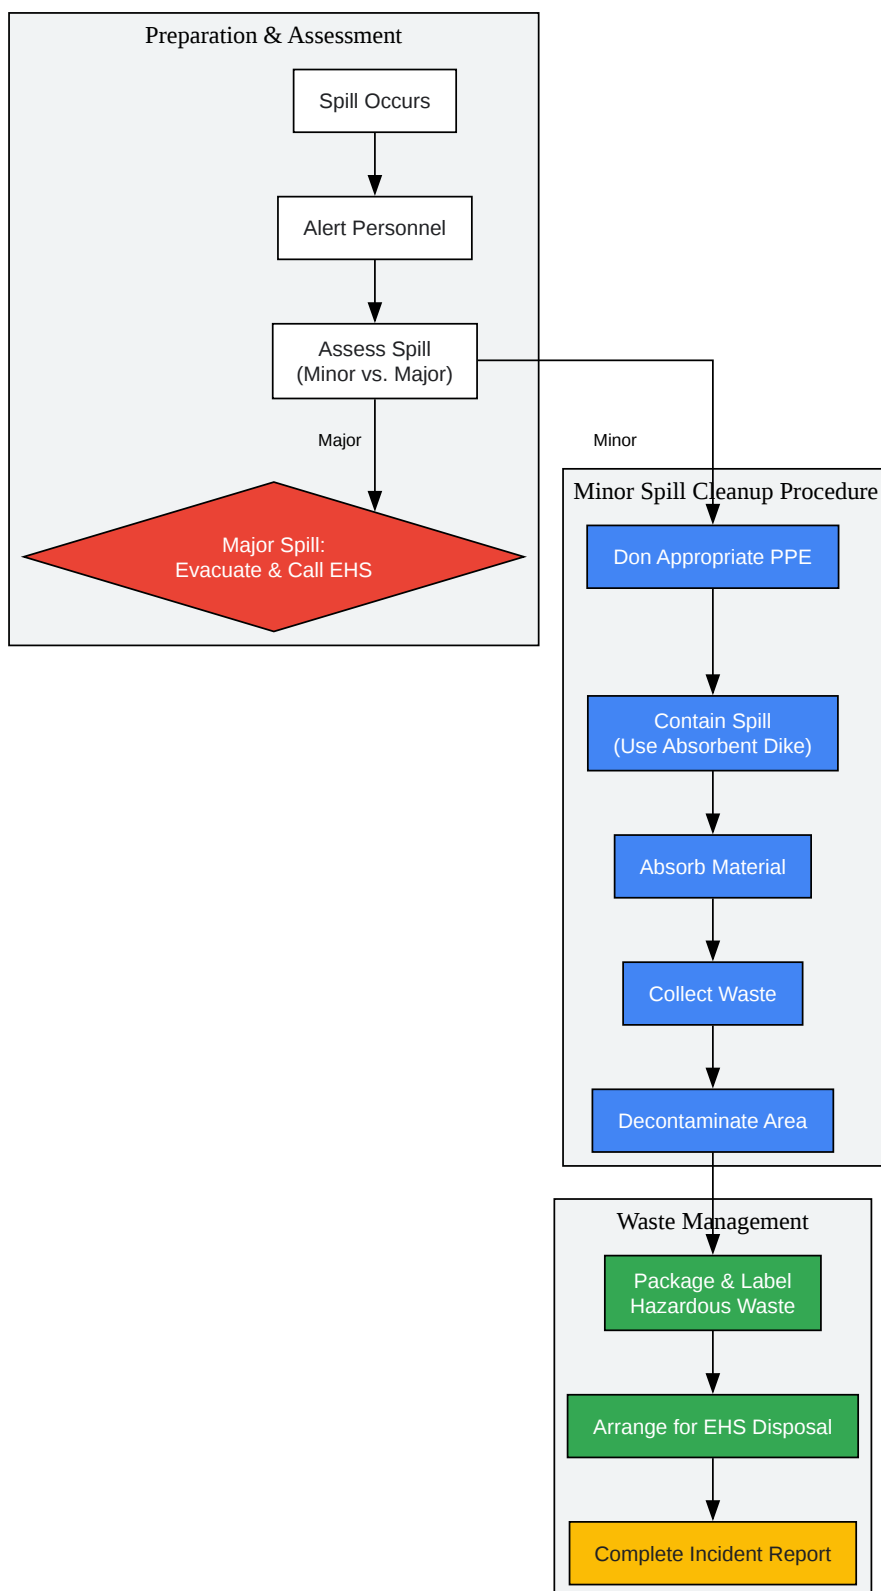 Preparation & Assessment
Spill Occurs
Alert Personnel
Assess Spill
(Minor vs. Major)
Major
Minor
Major Spill:
Evacuate & Call EHS
Minor Spill Cleanup Procedure
Don Appropriate PPE
Contain Spill
(Use Absorbent Dike)
Absorb Material
Collect Waste
Decontaminate Area
Waste Management
Package & Label
Hazardous Waste
Arrange for EHS Disposal
Complete Incident Report